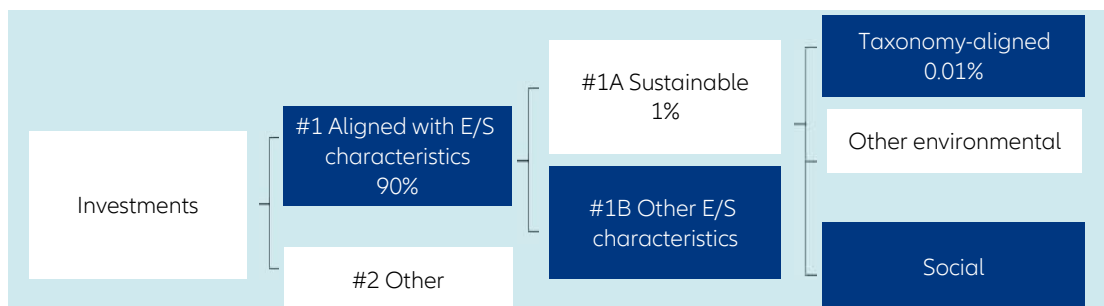 Investments
#1 Aligned with E/S
characteristics
90%
#2 Other
#1A Sustainable
1%
#1B Other E/S
characteristics
Taxonomy-aligned
0.01%
Other environmental
Social